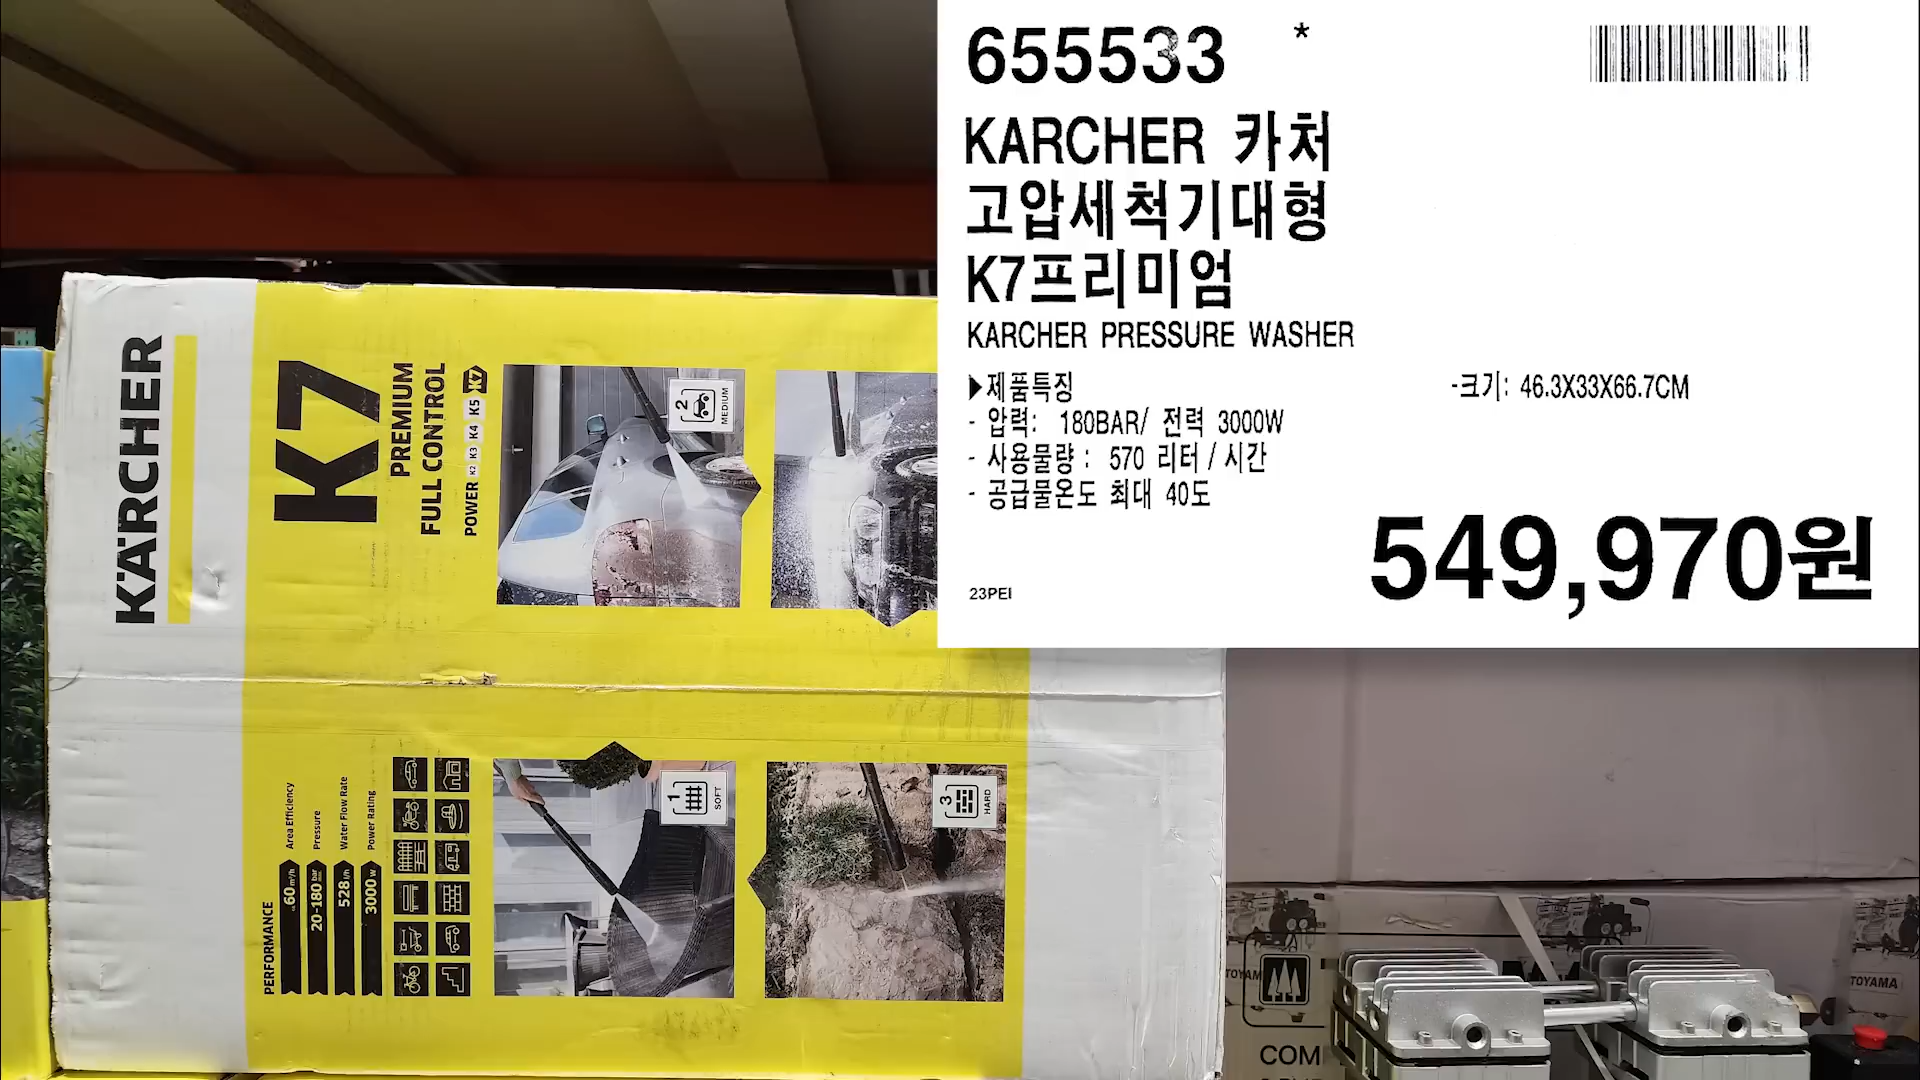 655533 *
KARCHER 카처
고압세척기대형
K7프리미엄
KARCHER PRESSURE WASHER
▶제품특징
-크기: 46.3X33X66.7CM
- 압력: 180BAR/ 전력 3000W
- 사용물량 : 570 리터 / 시간
- 공급물온도 최대 40도
549,970원
23PEI
KÄRCHER
K7
PREMIUM
FULL CONTROL
POWER K2 K3 K4 K5 K7
2
MEDIUM
1
SOFT
3
HARD
PERFORMANCE
60 m²/h Area Efficiency
20-180 bar max. Pressure
528 l/h Water Flow Rate
3000 W Power Rating
TOYAMA
TOYAMA
COM